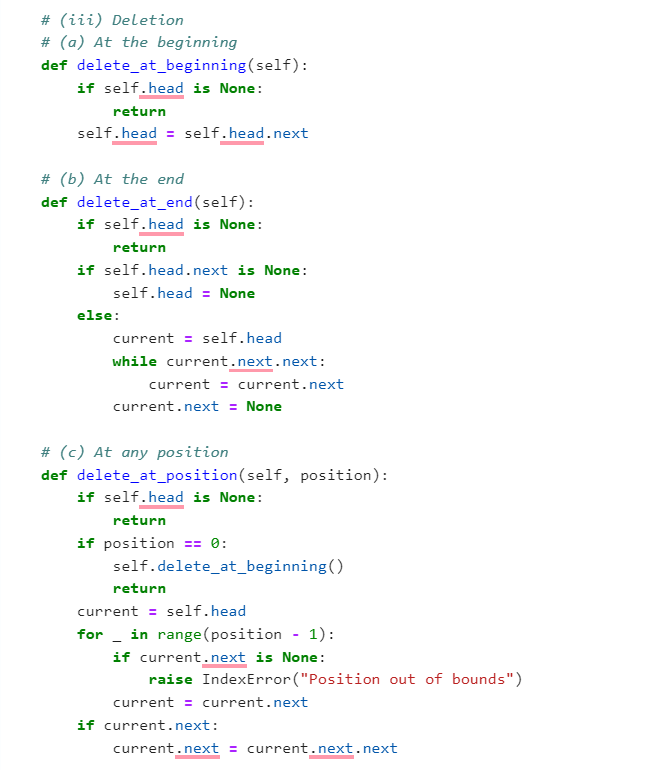 # (iii) Deletion
# (a) At the beginning
def delete_at_beginning(self):
    if self.head is None:
        return
    self.head = self.head.next

# (b) At the end
def delete_at_end(self):
    if self.head is None:
        return
    if self.head.next is None:
        self.head = None
    else:
        current = self.head
        while current.next.next:
            current = current.next
        current.next = None

# (c) At any position
def delete_at_position(self, position):
    if self.head is None:
        return
    if position == 0:
        self.delete_at_beginning()
        return
    current = self.head
    for _ in range(position - 1):
        if current.next is None:
            raise IndexError("Position out of bounds")
        current = current.next
    if current.next:
        current.next = current.next.next